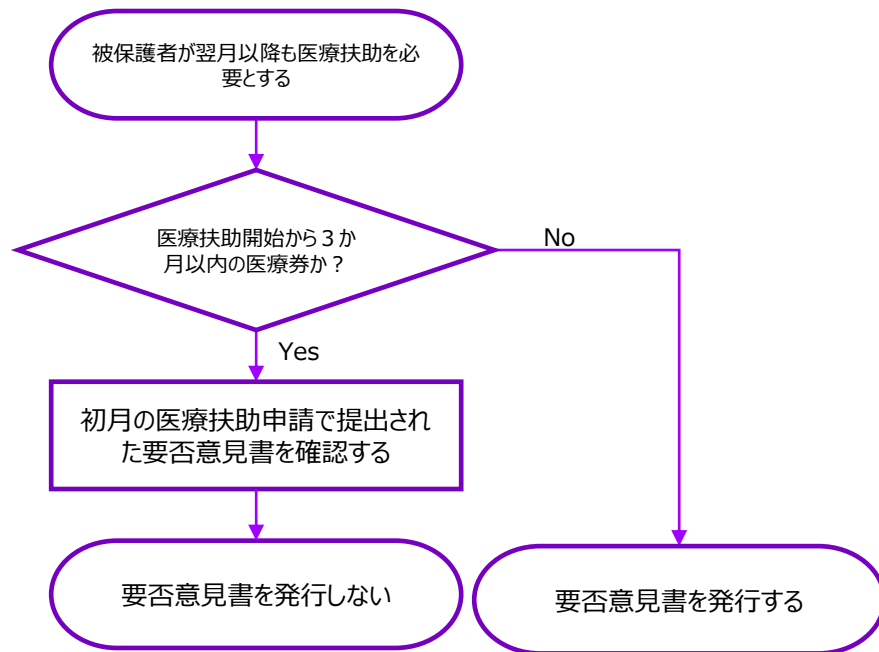 被保護者が翌月以降も医療扶助を必
要とする
医療扶助開始から３か
月以内の医療券か？
No
Yes
初月の医療扶助申請で提出され
た要否意見書を確認する
要否意見書を発行しない
要否意見書を発行する